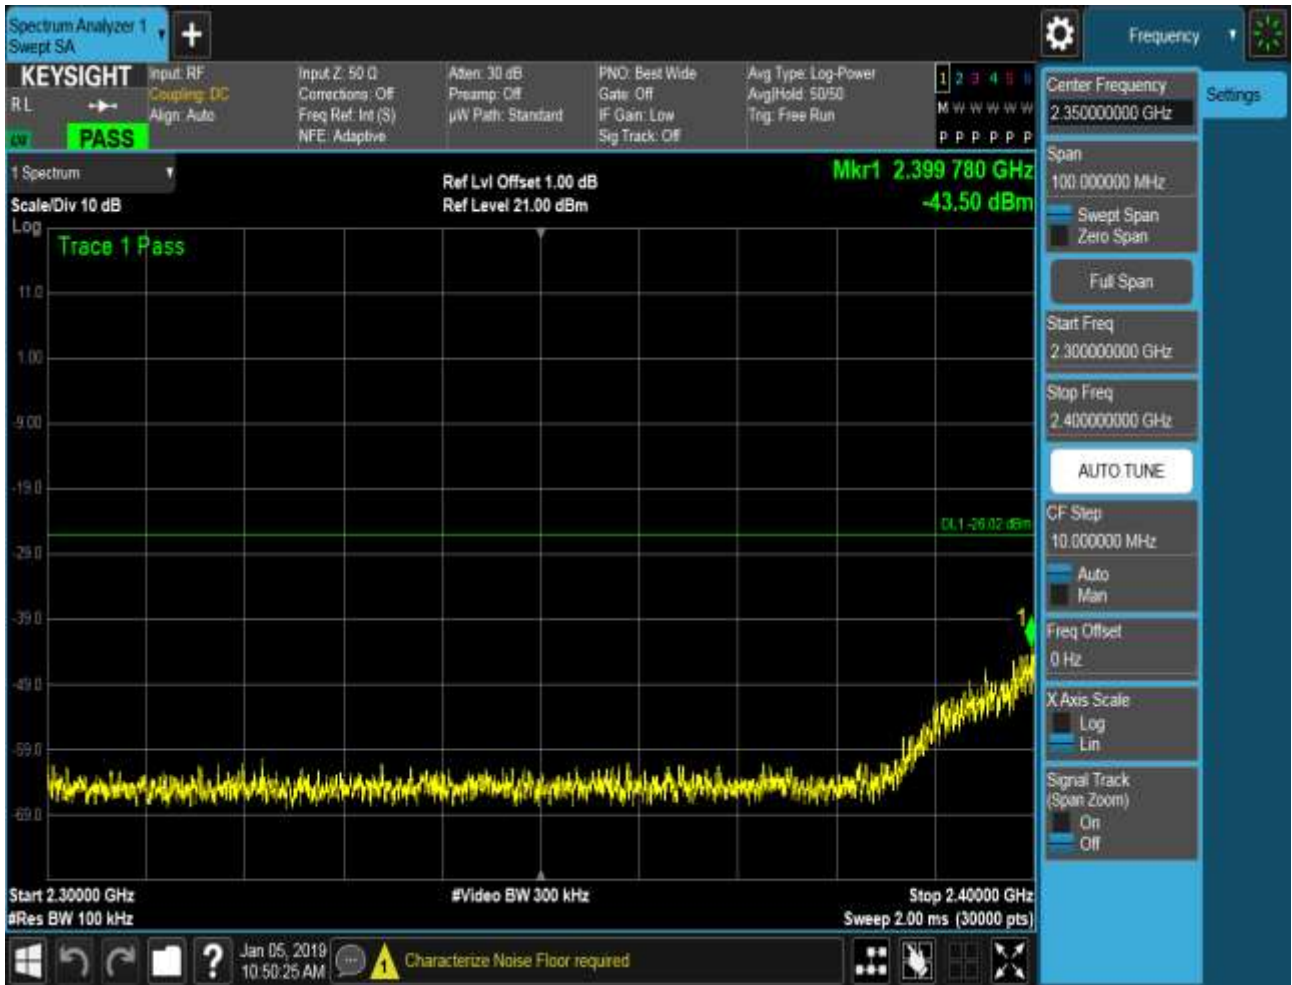 Spectrum Analyzer 1
Swept SA
+
Frequency
KEYSIGHT
RL
PASS
Input: RF
Coupling: DC
Align: Auto
Input Z: 50 Ω
Corrections: Off
Freq Ref: Int (S)
NFE: Adaptive
Atten: 30 dB
Preamp: Off
µW Path: Standard
PNO: Best Wide
Gate: Off
IF Gain: Low
Sig Track: Off
Avg Type: Log-Power
Avg|Hold: 50/50
Trig: Free Run
1 2 3 4 5 6
M W W W W W
P P P P P P
1 Spectrum
Scale/Div 10 dB
Ref Lvl Offset 1.00 dB
Ref Level 21.00 dBm
Mkr1 2.399 780 GHz
-43.50 dBm
Log
Trace 1 Pass
11.0
1.00
-9.00
-19.0
-29.0
-39.0
-49.0
-59.0
-69.0
DL1 -26.02 dBm
1
Start 2.30000 GHz
#Res BW 100 kHz
#Video BW 300 kHz
Stop 2.40000 GHz
Sweep 2.00 ms (30000 pts)
Center Frequency
2.350000000 GHz
Settings
Span
100.000000 MHz
Swept Span
Zero Span
Full Span
Start Freq
2.300000000 GHz
Stop Freq
2.400000000 GHz
AUTO TUNE
CF Step
10.000000 MHz
Auto
Man
Freq Offset
0 Hz
X Axis Scale
Log
Lin
Signal Track
(Span Zoom)
On
Off
?
Jan 05, 2019
10:50:25 AM
1
Characterize Noise Floor required